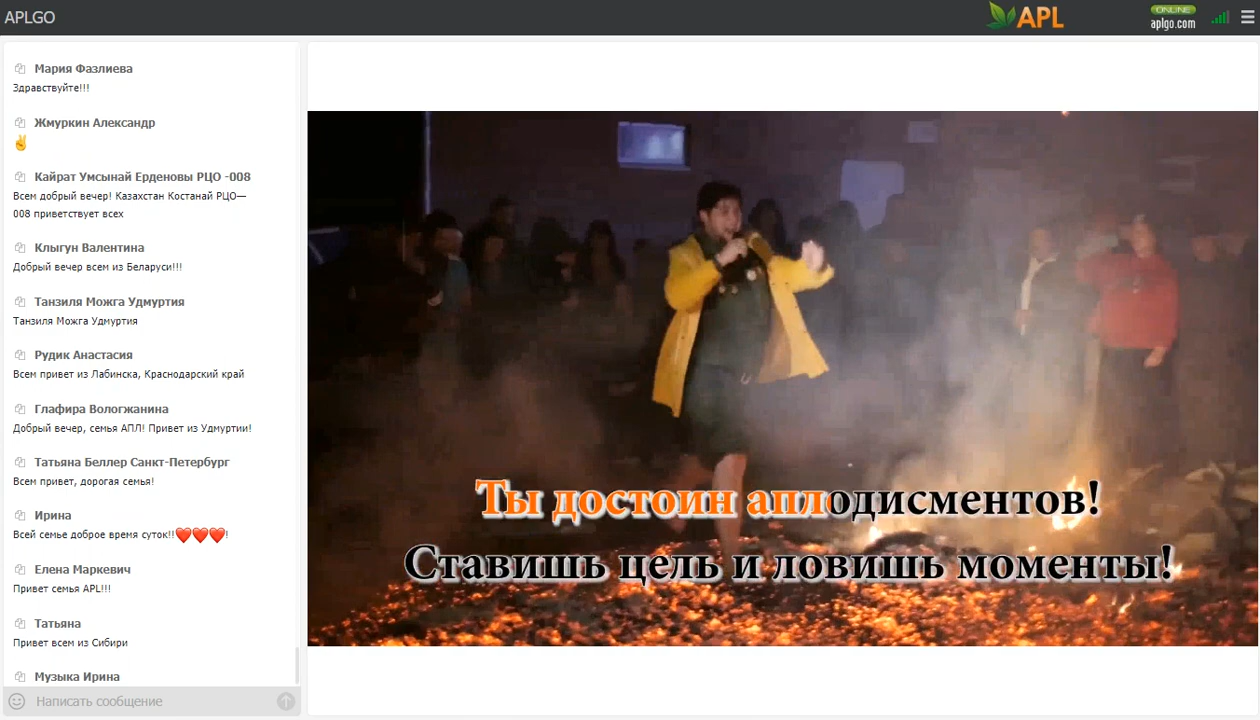 APLGO
APL
ONLINE
aplgo.com
Мария Фазлиева
Здравствуйте!!!
Жмуркин Александр
✌
Кайрат Умсынай Ерденовы РЦО -008
Всем добрый вечер! Казахстан Костанай РЦО—
008 приветствует всех
Клыгун Валентина
Добрый вечер всем из Беларуси!!!
Танзиля Можга Удмуртия
Танзиля Можга Удмуртия
Рудик Анастасия
Всем привет из Лабинска, Краснодарский край
Глафира Вологжанина
Добрый вечер, семья АПЛ! Привет из Удмуртии!
Татьяна Беллер Санкт-Петербург
Всем привет, дорогая семья!
Ирина
Всей семье доброе время суток!!❤️❤️❤️!
Елена Маркевич
Привет семья APL!!!
Татьяна
Привет всем из Сибири
Музыка Ирина
Написать сообщение
Ты достоин аплодисментов!
Ставишь цель и ловишь моменты!